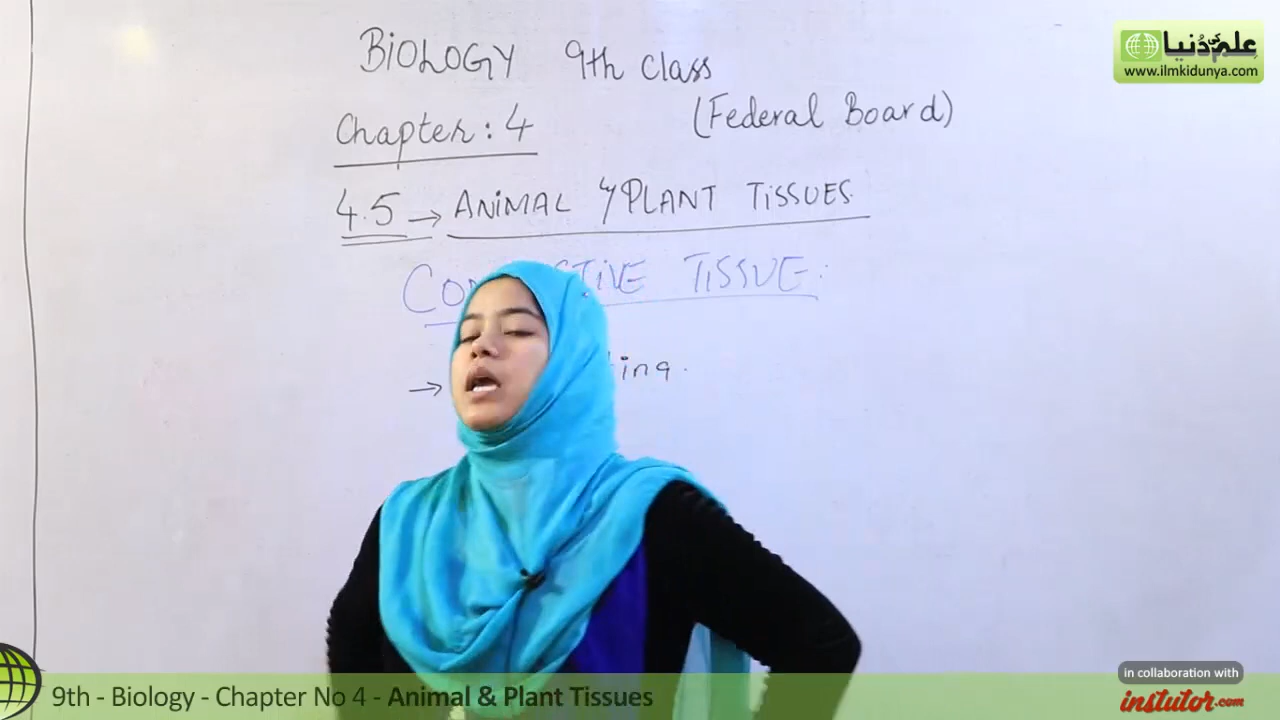 BIOLOGY 9th Class
Chapter: 4
(Federal Board)
4.5 → ANIMAL & PLANT TISSUES
TISSUE:
→
علم کی دنیا
www.ilmkidunya.com
in collaboration with
instutor.com
9th - Biology - Chapter No 4 - Animal & Plant Tissues